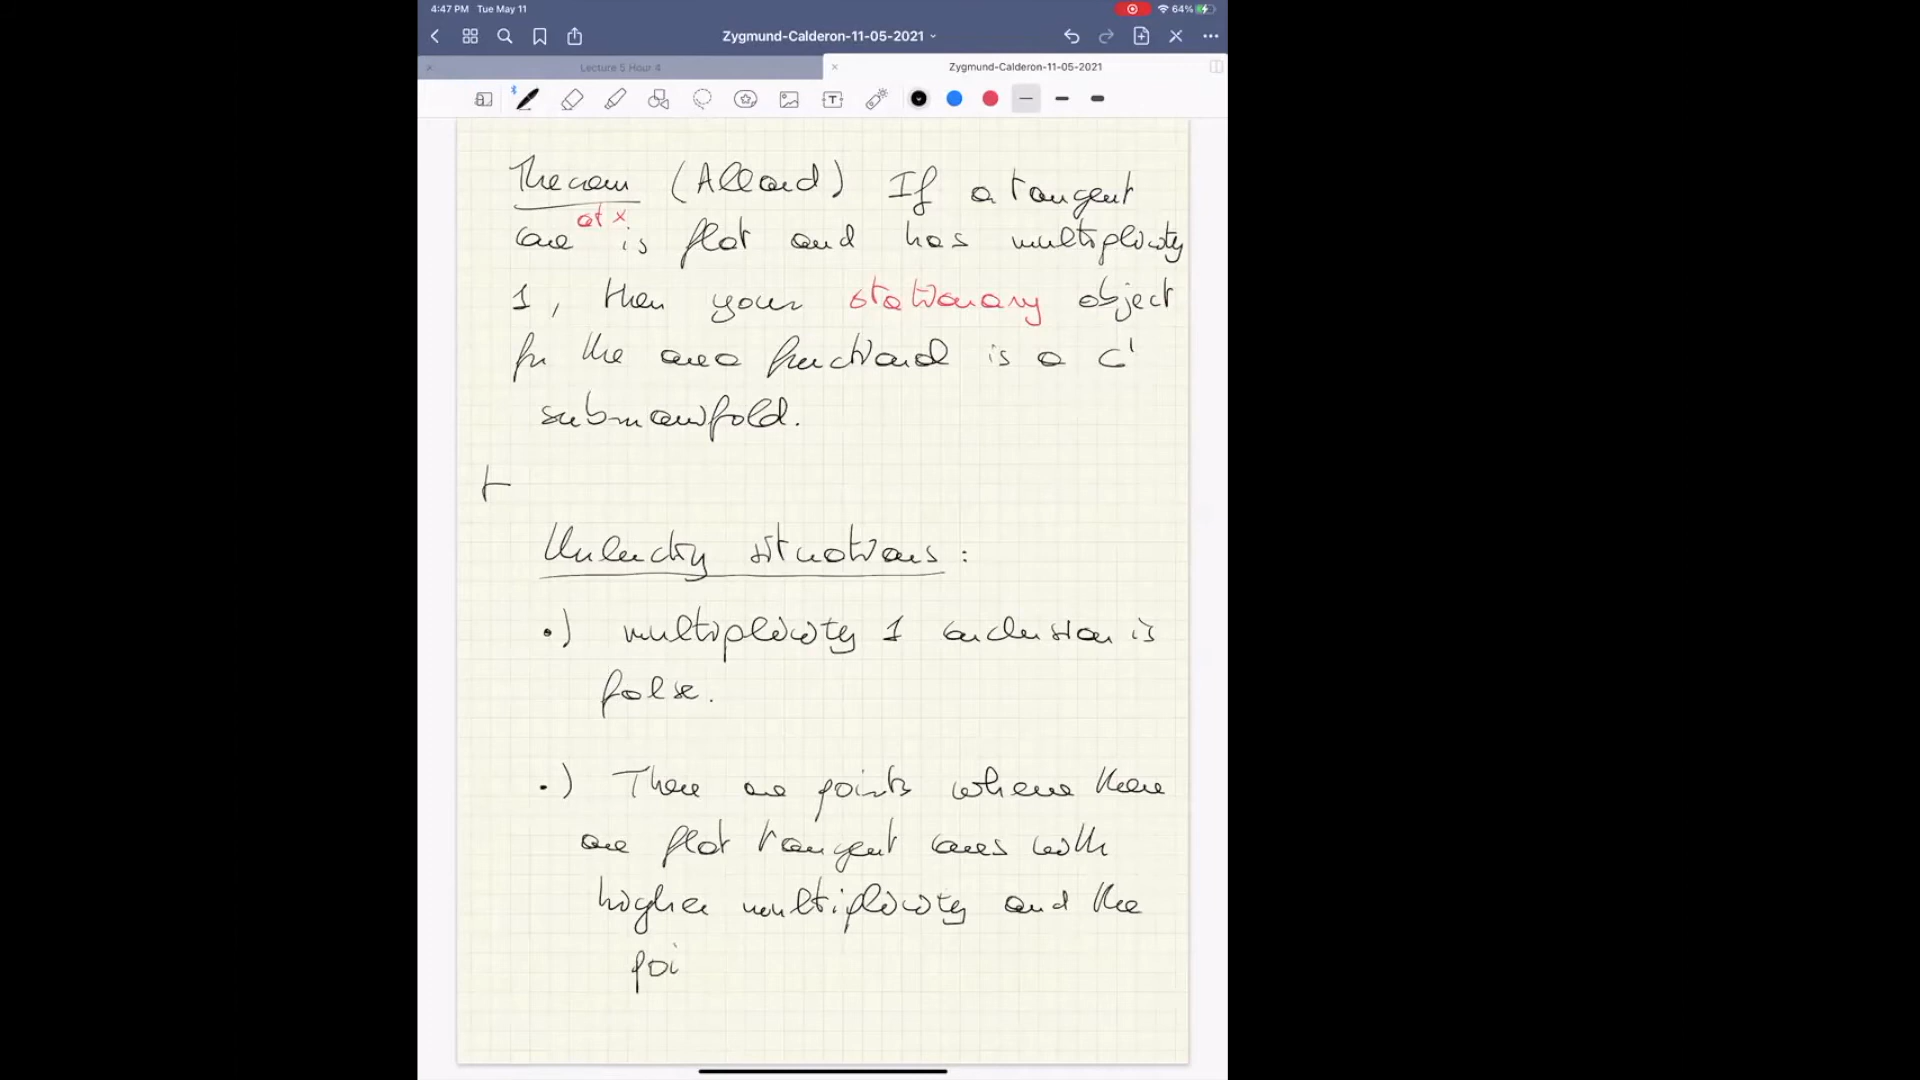 4:47 PM Tue May 11
64%
Zygmund-Calderon-11-05-2021
Lecture 5 Hour 4
Zygmund-Calderon-11-05-2021
Theorem (Allard) If a tangent
at x
cone is flat and has multiplicity
1, then your stationary object
for the area functional is a C¹
submanifold.
Unlucky situations:
•) multiplicity 1 conclusion is
false.
•) There are points where there
are flat tangent cones with
higher multiplicity and the
poi